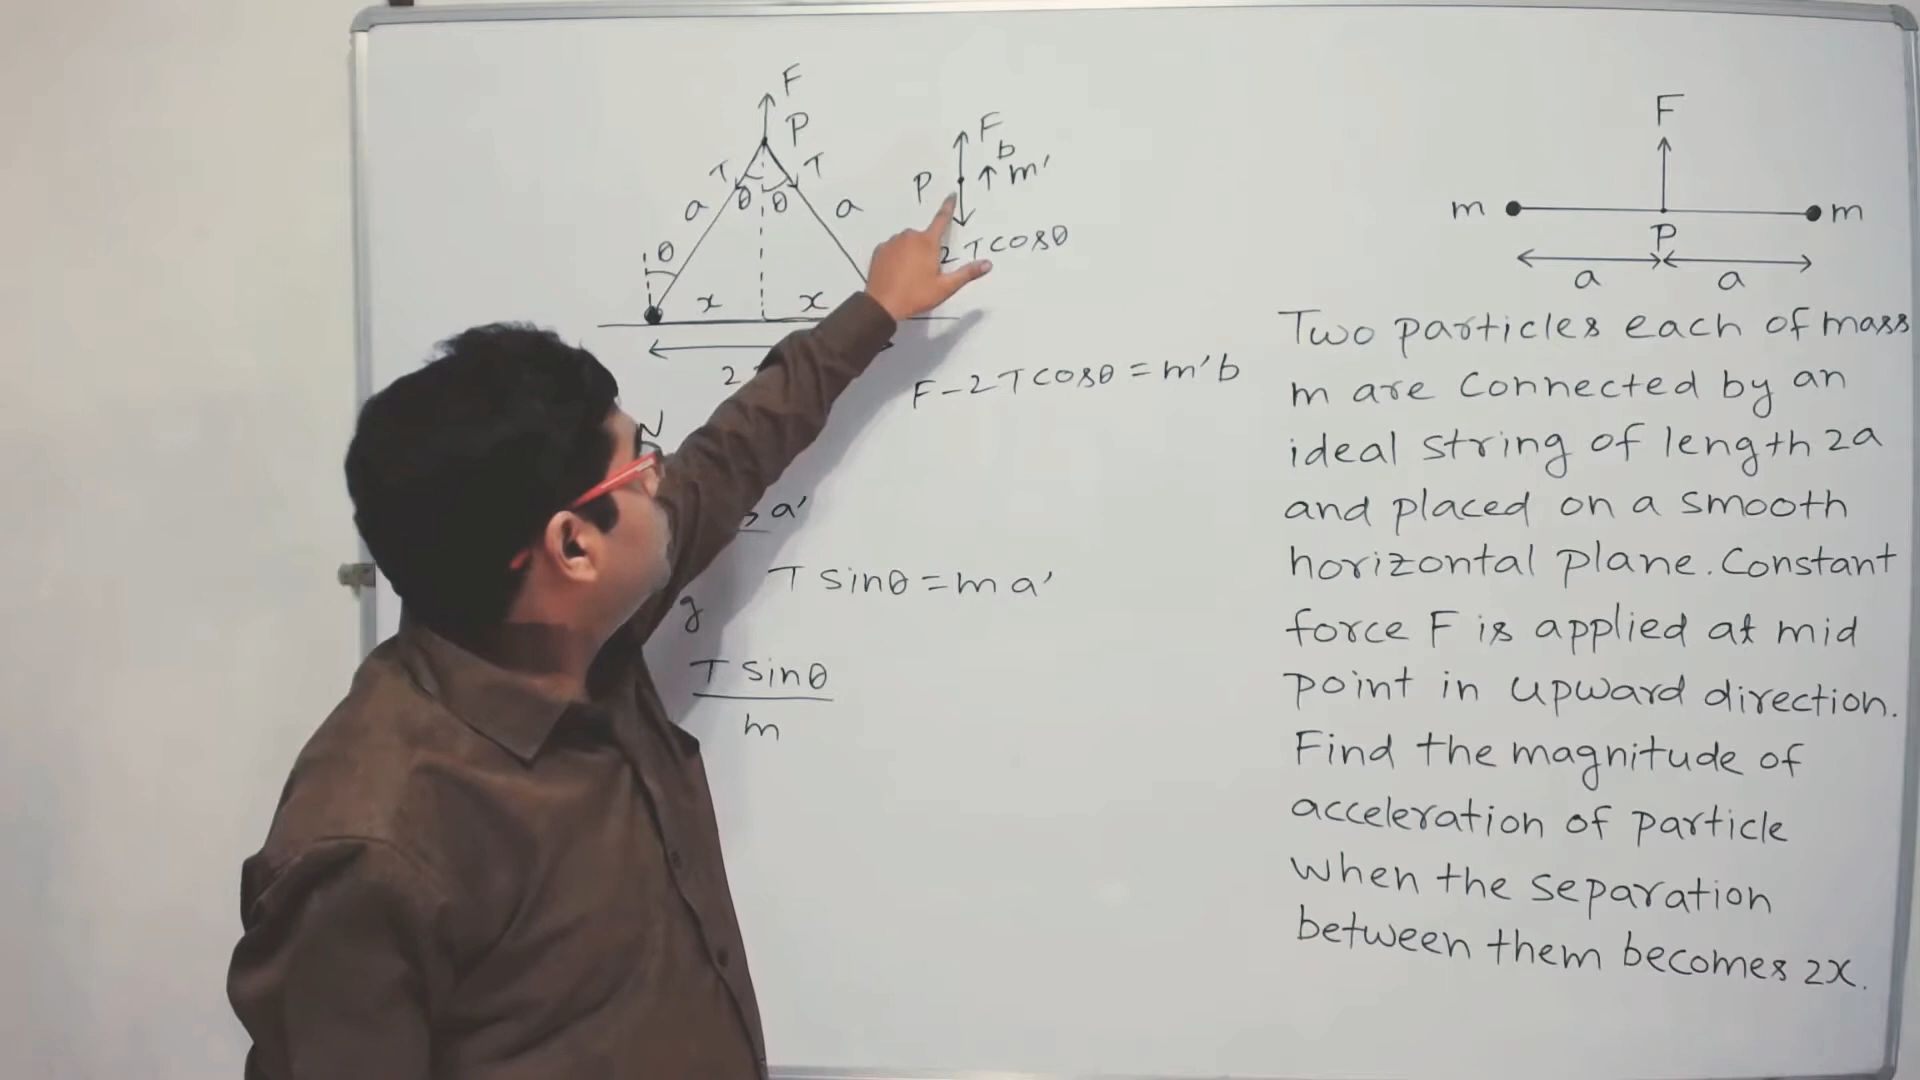 F
P
T
T
θ
θ
a
a
θ
x
x
2
F
b
P
m'
2Tcosθ
F-2Tcosθ=m'b
N
a'
T sinθ=ma'
g
T sinθ
m
F
m
m
P
a
a
Two particles each of mass
m are connected by an
ideal string of length 2a
and placed on a smooth
horizontal plane. Constant
force F is applied at mid
point in upward direction.
Find the magnitude of
acceleration of particle
when the separation
between them becomes 2x.